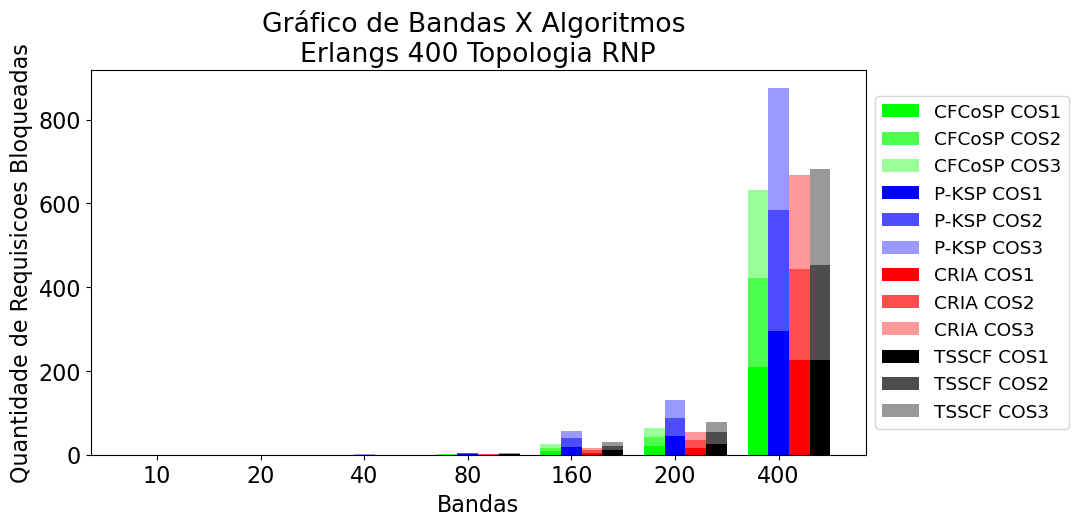 Gráfico de Bandas X Algoritmos
Erlangs 400 Topologia RNP
Quantidade de Requisicoes Bloqueadas
800
600
400
200
0
10 20 40 80 160 200 400
Bandas
CFCoSP COS1
CFCoSP COS2
CFCoSP COS3
P-KSP COS1
P-KSP COS2
P-KSP COS3
CRIA COS1
CRIA COS2
CRIA COS3
TSSCF COS1
TSSCF COS2
TSSCF COS3